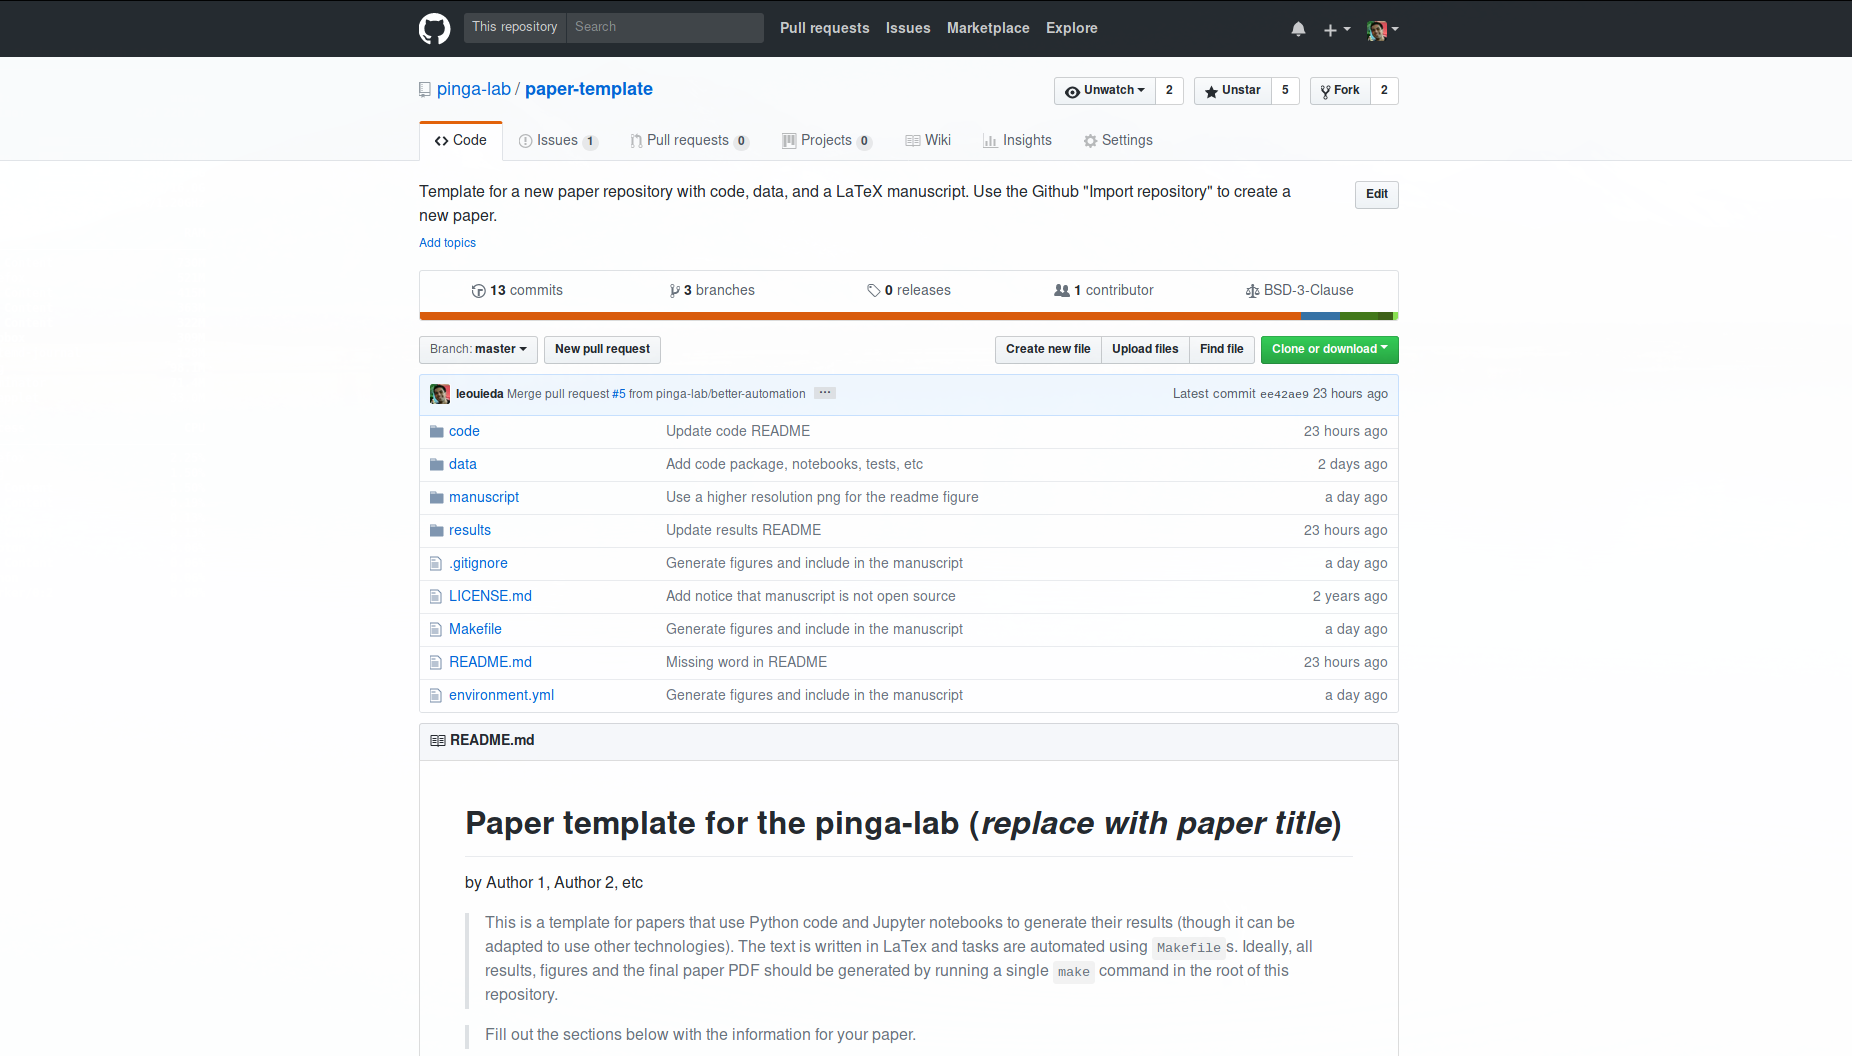 This repository Search Pull requests Issues Marketplace Explore
pinga-lab / paper-template Unwatch 2 Unstar 5 Fork 2
Code Issues 1 Pull requests 0 Projects 0 Wiki Insights Settings
Template for a new paper repository with code, data, and a LaTeX manuscript. Use the Github "Import repository" to create a
new paper.
Edit
Add topics
13 commits 3 branches 0 releases 1 contributor BSD-3-Clause
Branch: master New pull request Create new file Upload files Find file Clone or download
leouieda Merge pull request #5 from pinga-lab/better-automation ... Latest commit ee42ae9 23 hours ago
code Update code README 23 hours ago
data Add code package, notebooks, tests, etc 2 days ago
manuscript Use a higher resolution png for the readme figure a day ago
results Update results README 23 hours ago
.gitignore Generate figures and include in the manuscript a day ago
LICENSE.md Add notice that manuscript is not open source 2 years ago
Makefile Generate figures and include in the manuscript a day ago
README.md Missing word in README 23 hours ago
environment.yml Generate figures and include in the manuscript a day ago
README.md
Paper template for the pinga-lab (replace with paper title)
by Author 1, Author 2, etc
This is a template for papers that use Python code and Jupyter notebooks to generate their results (though it can be
adapted to use other technologies). The text is written in LaTex and tasks are automated using Makefile s. Ideally, all
results, figures and the final paper PDF should be generated by running a single make command in the root of this
repository.
Fill out the sections below with the information for your paper.